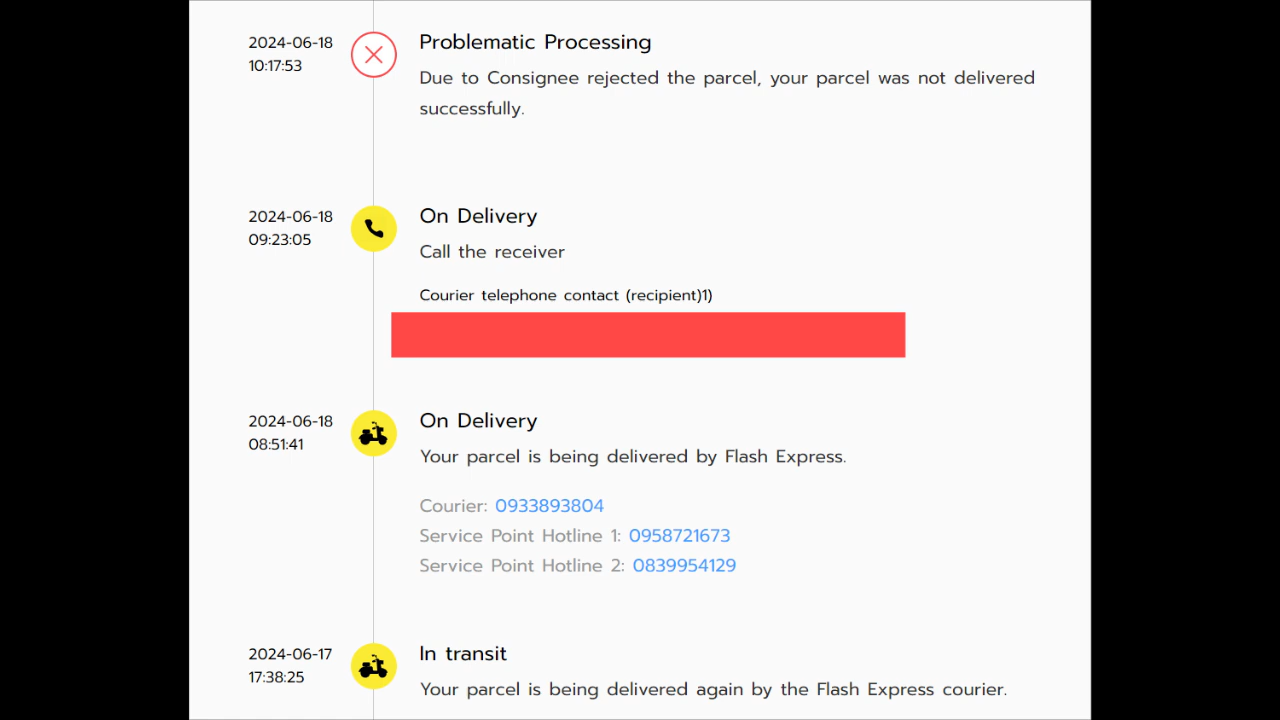 2024-06-18
10:17:53
Problematic Processing
Due to Consignee rejected the parcel, your parcel was not delivered
successfully.
2024-06-18
09:23:05
On Delivery
Call the receiver
Courier telephone contact (recipient)1)
2024-06-18
08:51:41
On Delivery
Your parcel is being delivered by Flash Express.
Courier: 0933893804
Service Point Hotline 1: 0958721673
Service Point Hotline 2: 0839954129
2024-06-17
17:38:25
In transit
Your parcel is being delivered again by the Flash Express courier.